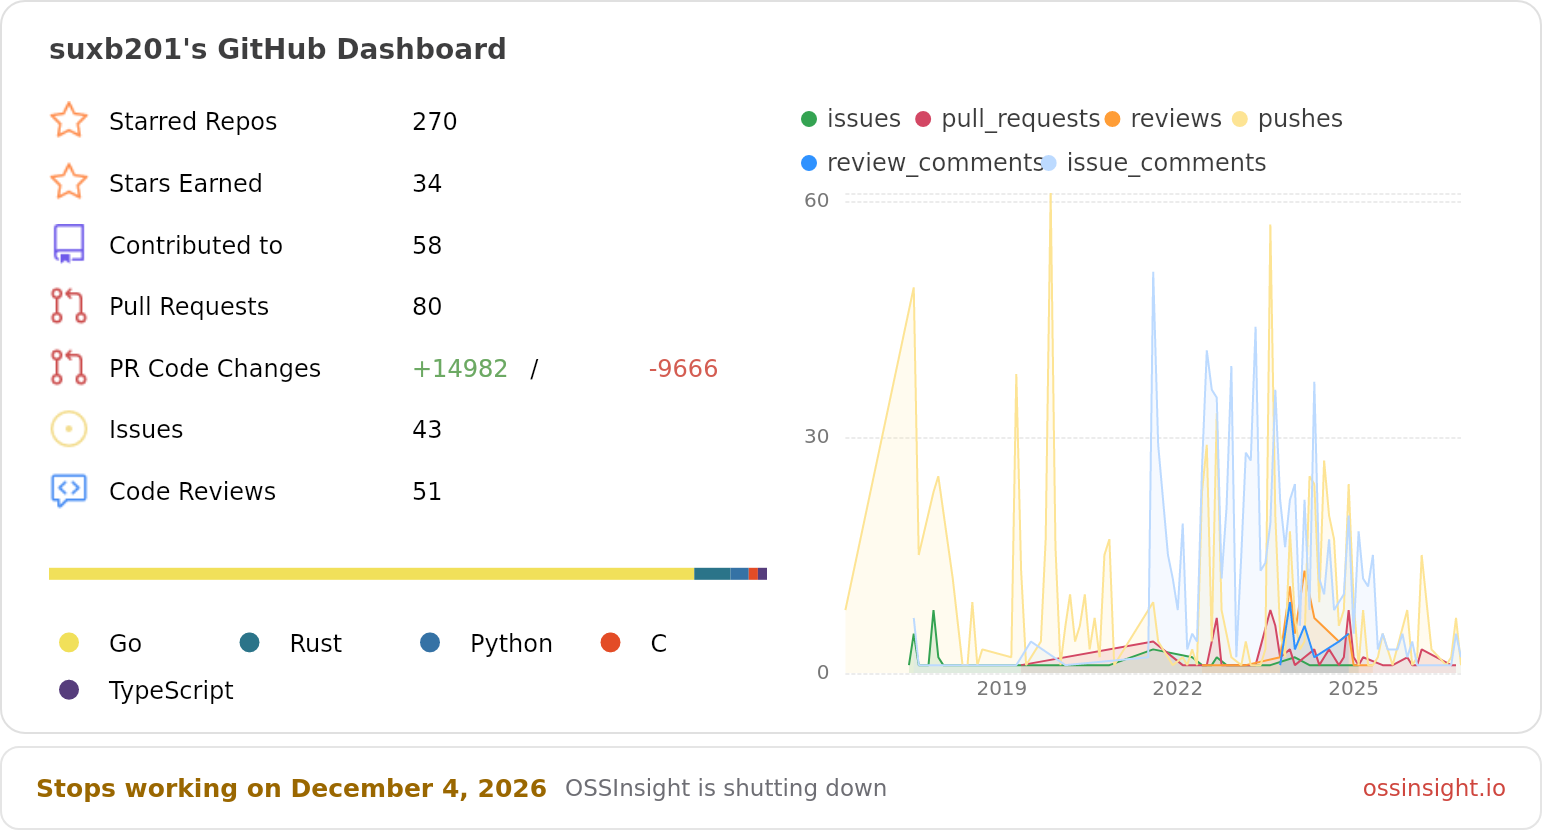 suxb201's GitHub Dashboard
Starred Repos 270
Stars Earned 34
Contributed to 58
Pull Requests 80
PR Code Changes +14982 / -9666
Issues 43
Code Reviews 51
Go Rust Python C
TypeScript
issues pull_requests reviews pushes
review_comments issue_comments
60
30
0
2019 2022 2025
Stops working on December 4, 2026 OSSInsight is shutting down ossinsight.io